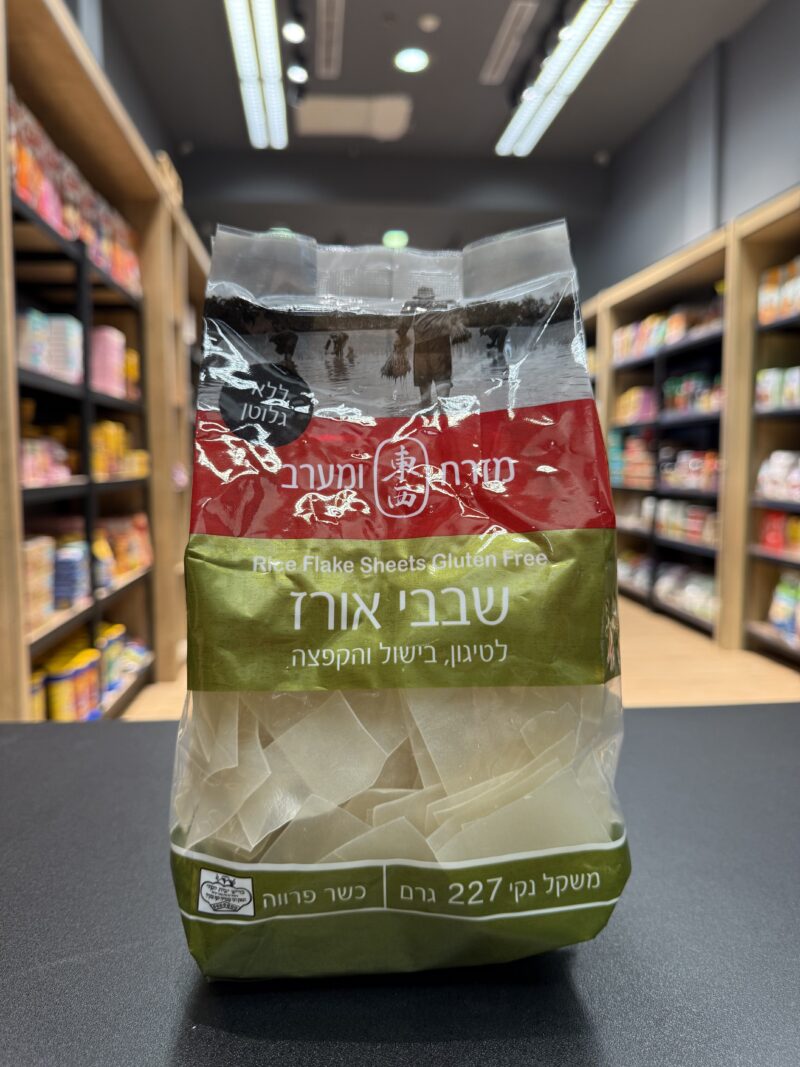 ללא
גלוטן
מזרח 東西 ומערב
Rice Flake Sheets Gluten Free
שבבי אורז
לטיגון, בישול והקפצה
משקל נקי 227 גרם
כשר פרווה